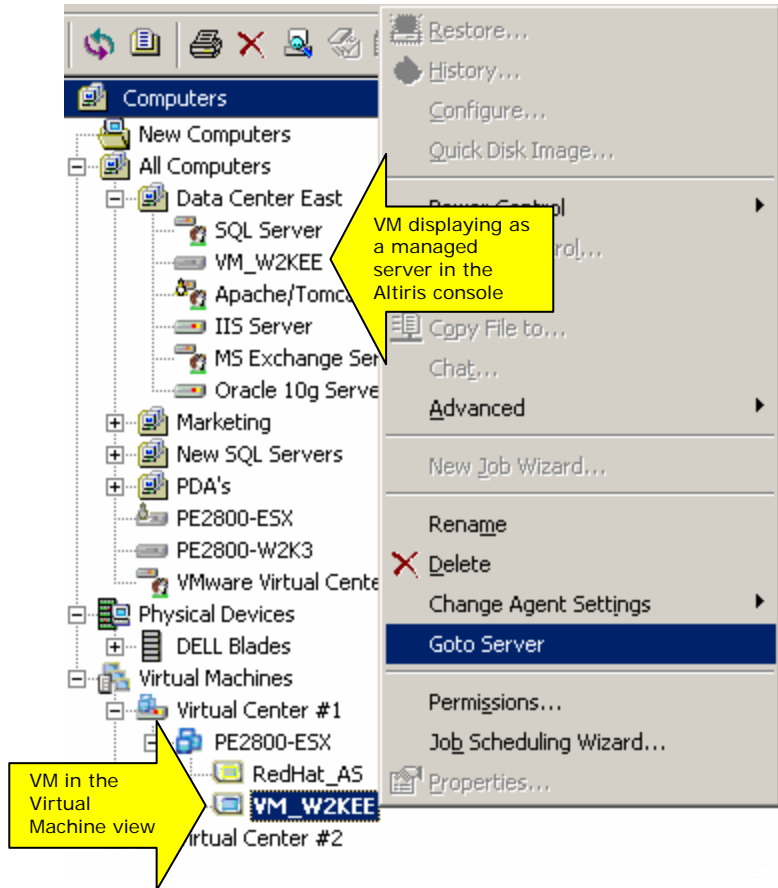 Computers
New Computers
All Computers
Data Center East
SQL Server
VM_W2KEE
Apache/Tomca
IIS Server
MS Exchange Ser
Oracle 10g Serve
Marketing
New SQL Servers
PDA's
PE2800-ESX
PE2800-W2K3
VMware Virtual Cente
Physical Devices
DELL Blades
Virtual Machines
Virtual Center #1
PE2800-ESX
RedHat_AS
VM_W2KEE
irtual Center #2
VM displaying as
a managed
server in the
Altiris console
VM in the
Virtual
Machine view
Restore...
History...
Configure...
Quick Disk Image...
Copy File to...
Chat...
Advanced
New Job Wizard...
Rename
Delete
Change Agent Settings
Goto Server
Permissions...
Job Scheduling Wizard...
Properties...